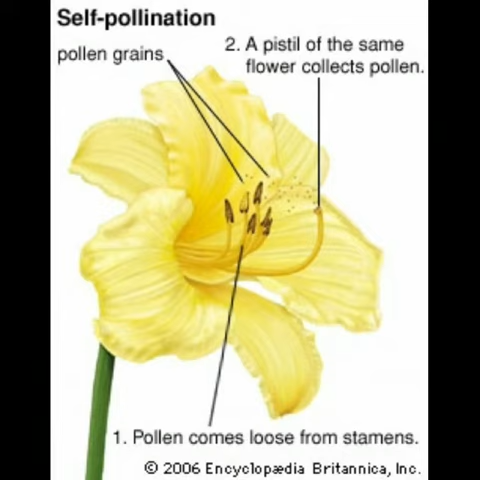 Self-pollination
pollen grains
2. A pistil of the same
flower collects pollen.
1. Pollen comes loose from stamens.
© 2006 Encyclopædia Britannica, Inc.